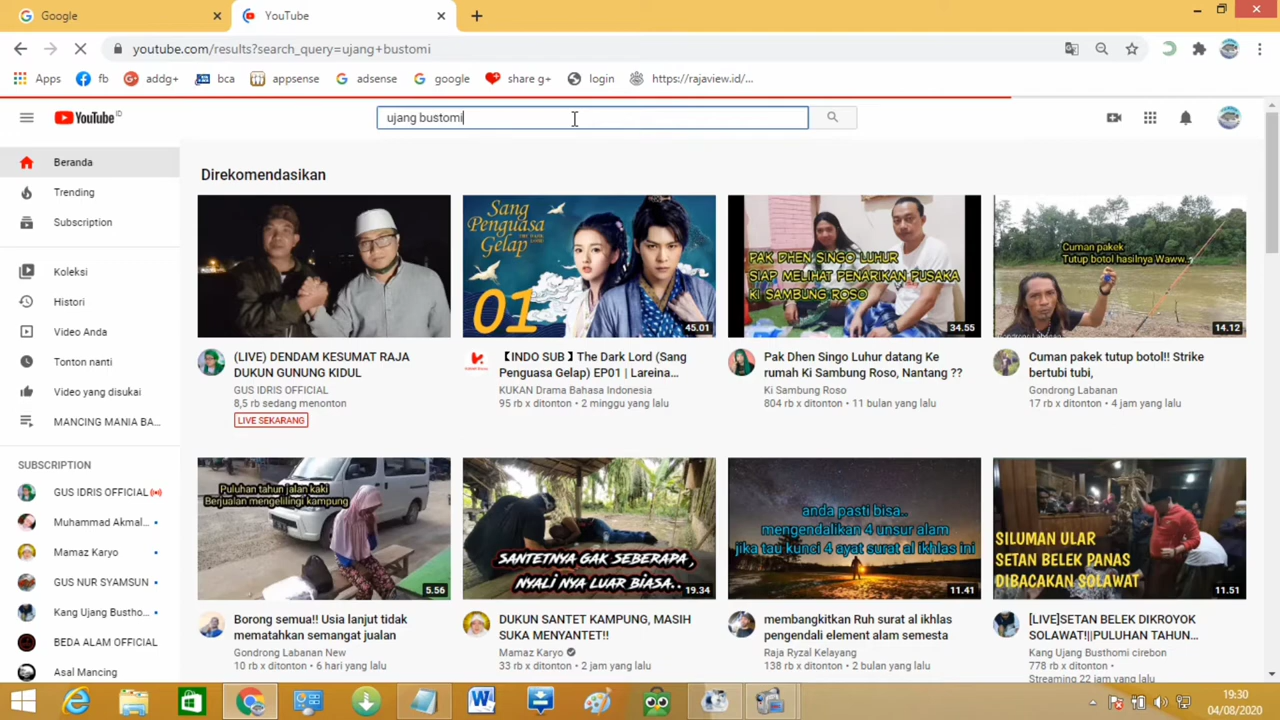 Google
YouTube
youtube.com/results?search_query=ujang+bustomi
Apps fb addg+ bca appsense adsense google share g+ login https://rajaview.id/...
YouTube ID
ujang bustomi
Beranda
Trending
Subscription
Koleksi
Histori
Video Anda
Tonton nanti
Video yang disukai
MANCING MANIA BA...
SUBSCRIPTION
GUS IDRIS OFFICIAL
Muhammad Akmal...
Mamaz Karyo
GUS NUR SYAMSUN
Kang Ujang Bustho...
BEDA ALAM OFFICIAL
Asal Mancing
Direkomendasikan
(LIVE) DENDAM KESUMAT RAJA
DUKUN GUNUNG KIDUL
GUS IDRIS OFFICIAL
8,5 rb sedang menonton
LIVE SEKARANG
Sang
Penguasa
Gelap
THE DARK LORD
01
45.01
【INDO SUB】The Dark Lord (Sang
Penguasa Gelap) EP01 | Lareina...
KUKAN Drama Bahasa Indonesia
95 rb x ditonton • 2 minggu yang lalu
PAK DHEN SINGO LUHUR
SIAP MELIHAT PENARIKAN PUSAKA
KI SAMBUNG ROSO
34.55
Pak Dhen Singo Luhur datang Ke
rumah Ki Sambung Roso, Nantang ??
Ki Sambung Roso
804 rb x ditonton • 11 bulan yang lalu
Cuman pakek
Tutup botol hasilnya Waww...
14.12
Cuman pakek tutup botol!! Strike
bertubi tubi,
Gondrong Labanan
17 rb x ditonton • 4 jam yang lalu
Puluhan tahun jalan kaki
Berjualan mengelilingi kampung
5.56
Borong semua!! Usia lanjut tidak
mematahkan semangat jualan
Gondrong Labanan New
10 rb x ditonton • 6 hari yang lalu
SANTETNYA GAK SEBERAPA,
NYALI NYA LUAR BIASA..
19.34
DUKUN SANTET KAMPUNG, MASIH
SUKA MENYANTET!!
Mamaz Karyo
33 rb x ditonton • 2 jam yang lalu
anda pasti bisa..
mengendalikan 4 unsur alam
jika tau kunci 4 ayat surat al ikhlas ini
11.41
membangkitkan Ruh surat al ikhlas
pengendali element alam semesta
Raja Ryzal Kelayang
138 rb x ditonton • 2 bulan yang lalu
SILUMAN ULAR
SETAN BELEK PANAS
DIBACAKAN SOLAWAT
11.51
[LIVE]SETAN BELEK DIKROYOK
SOLAWAT!||PULUHAN TAHUN...
Kang Ujang Busthomi cirebon
778 rb x ditonton •
Streaming 22 jam yang lalu
19:30
04/08/2020